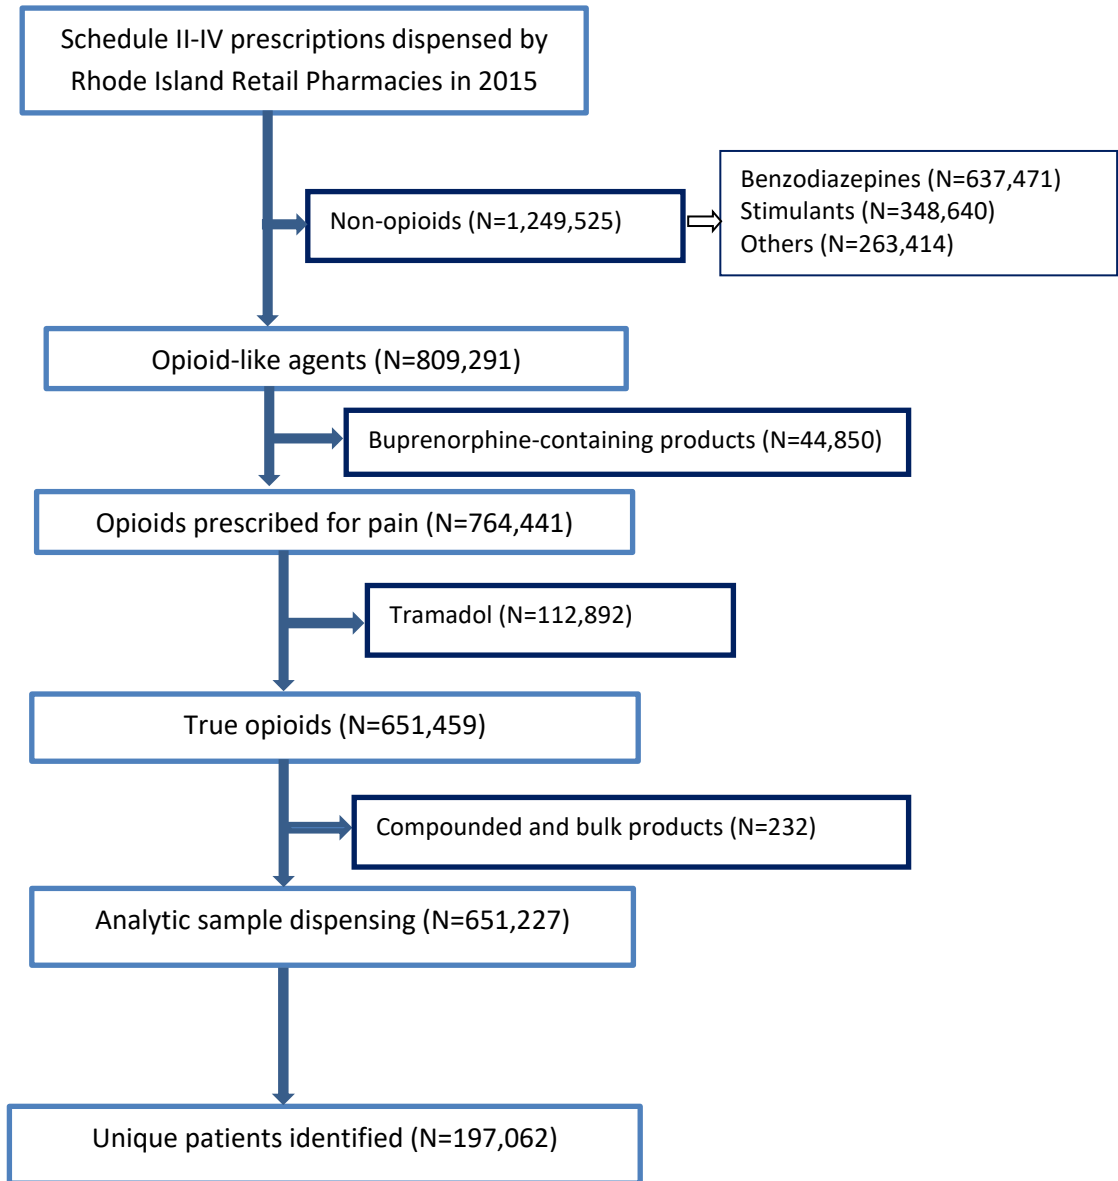 Schedule II-IV prescriptions dispensed by
Rhode Island Retail Pharmacies in 2015
Non-opioids (N=1,249,525)
Benzodiazepines (N=637,471)
Stimulants (N=348,640)
Others (N=263,414)
Opioid-like agents (N=809,291)
Buprenorphine-containing products (N=44,850)
Opioids prescribed for pain (N=764,441)
Tramadol (N=112,892)
True opioids (N=651,459)
Compounded and bulk products (N=232)
Analytic sample dispensing (N=651,227)
Unique patients identified (N=197,062)